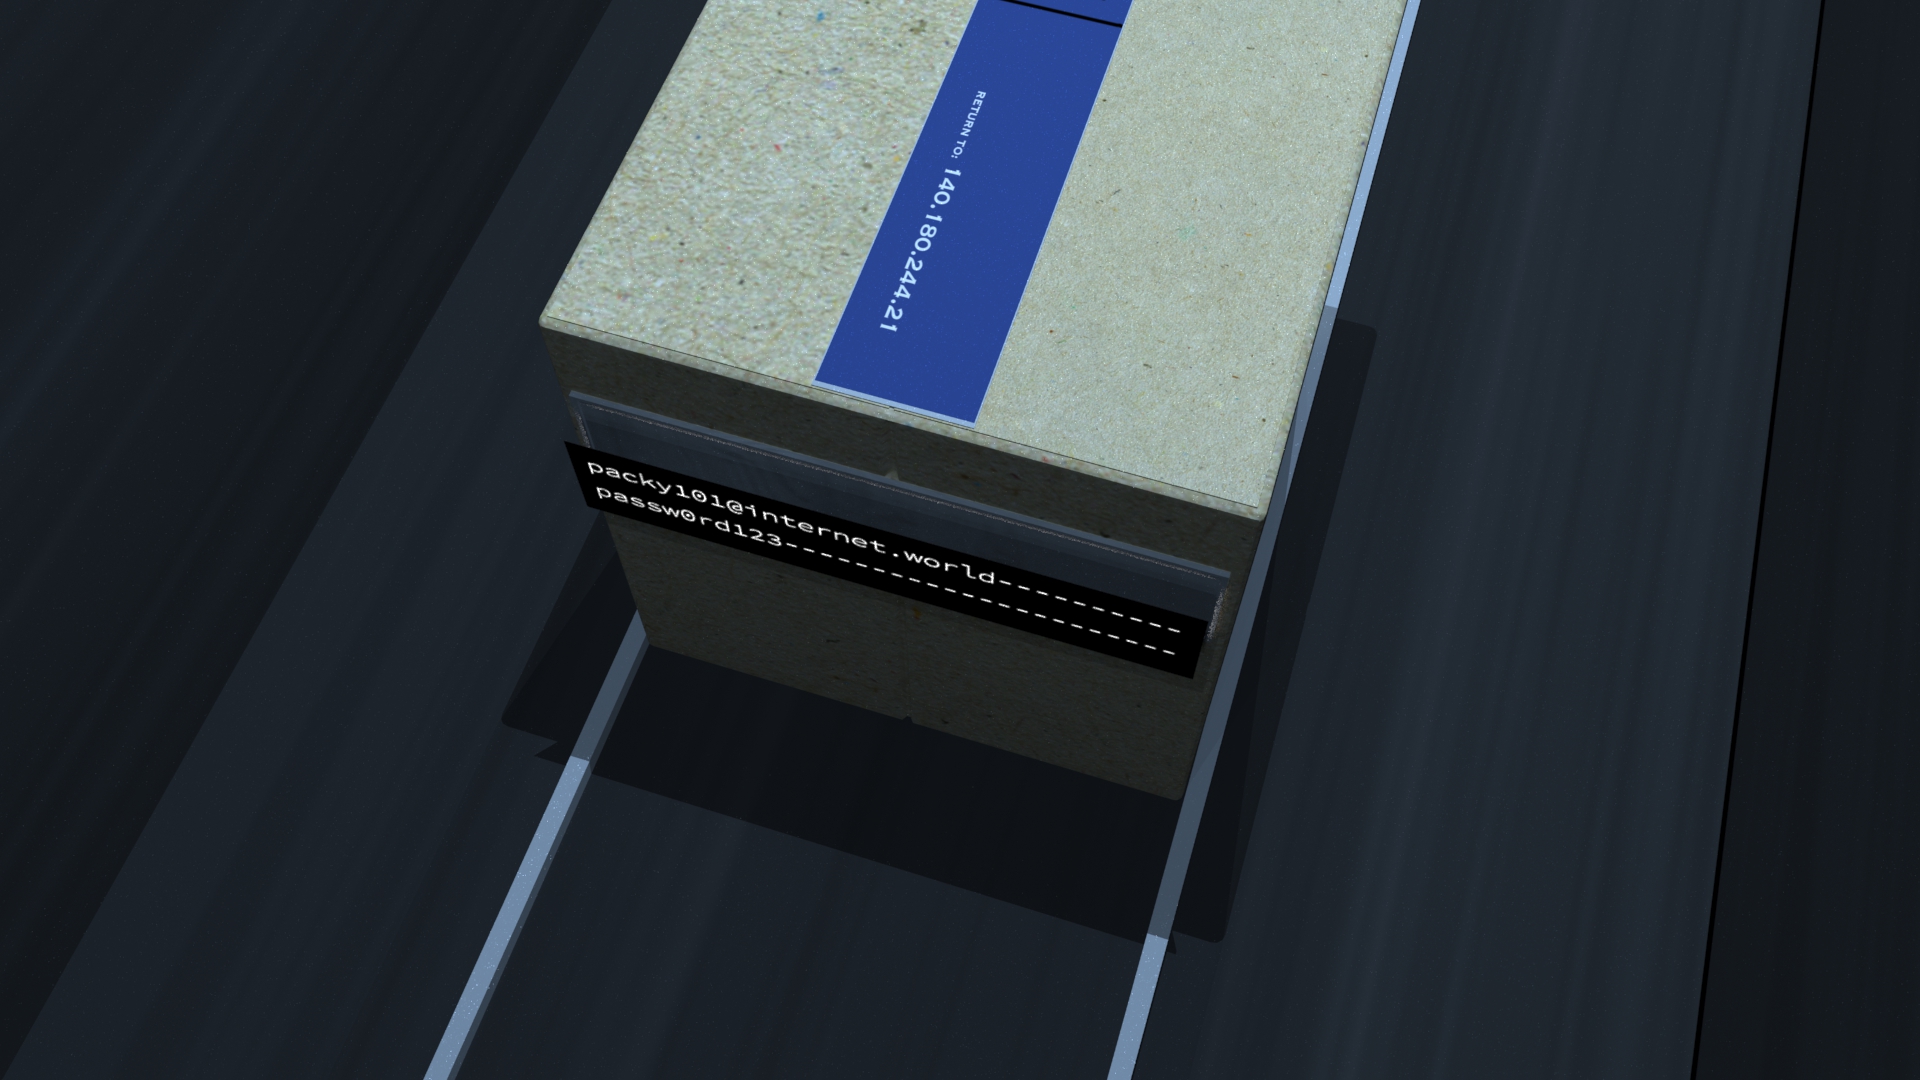 RETURN TO: 140.180.244.21
packy101@internet.world----------
passw0rd123----------------------